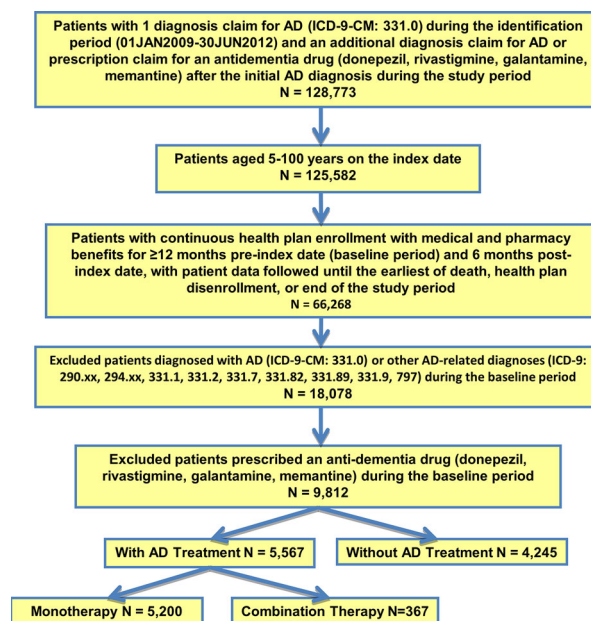 Patients with 1 diagnosis claim for AD (ICD-9-CM: 331.0) during the identification
period (01JAN2009-30JUN2012) and an additional diagnosis claim for AD or
prescription claim for an antidementia drug (donepezil, rivastigmine, galantamine,
memantine) after the initial AD diagnosis during the study period
N = 128,773
Patients aged 5-100 years on the index date
N = 125,582
Patients with continuous health plan enrollment with medical and pharmacy
benefits for ≥12 months pre-index date (baseline period) and 6 months post-
index date, with patient data followed until the earliest of death, health plan
disenrollment, or end of the study period
N = 66,268
Excluded patients diagnosed with AD (ICD-9-CM: 331.0) or other AD-related diagnoses (ICD-9:
290.xx, 294.xx, 331.1, 331.2, 331.7, 331.82, 331.89, 331.9, 797) during the baseline period
N = 18,078
Excluded patients prescribed an anti-dementia drug (donepezil,
rivastigmine, galantamine, memantine) during the baseline period
N = 9,812
With AD Treatment N = 5,567
Without AD Treatment N = 4,245
Monotherapy N = 5,200
Combination Therapy N=367